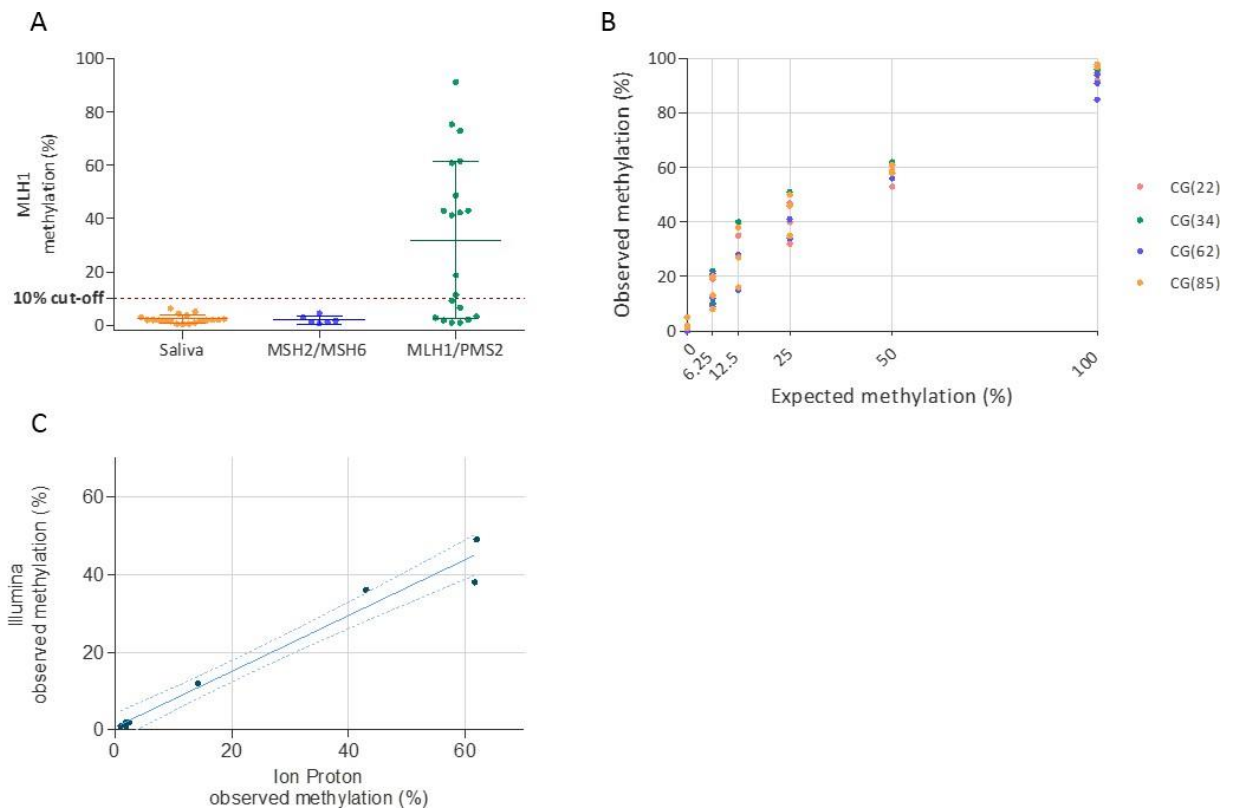 A
MLH1
methylation (%)
100
80
60
40
20
10% cut-off
0
Saliva
MSH2/MSH6
MLH1/PMS2
B
Observed methylation (%)
100
80
60
40
20
0
0
6.25
12.5
25
50
100
Expected methylation (%)
CG(22)
CG(34)
CG(62)
CG(85)
C
Illumina
observed methylation (%)
60
40
20
0
0
20
40
60
Ion Proton
observed methylation (%)